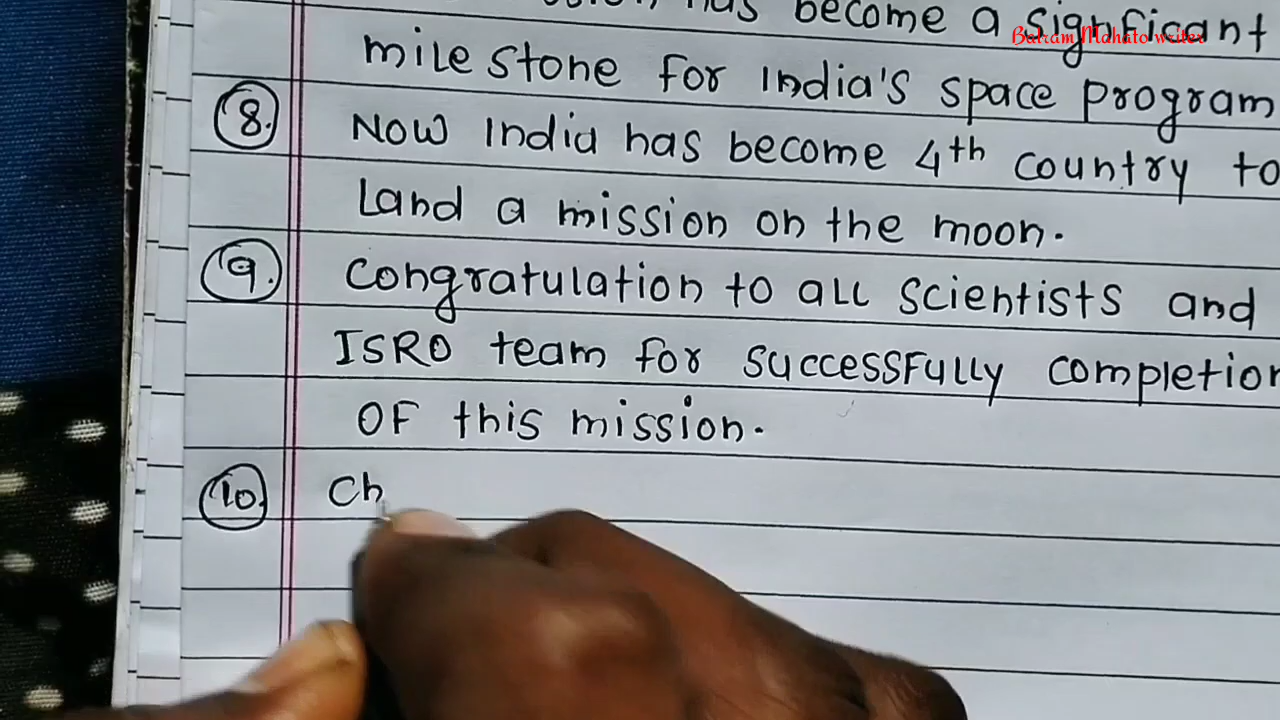 has become a Signficant
Balram Mahato writer
mile stone for India's space program
8. Now India has become 4th country to
Land a mission on the moon.
9. Congratulation to all Scientists and
ISRO team for successfully completion
of this mission.
10. Ch